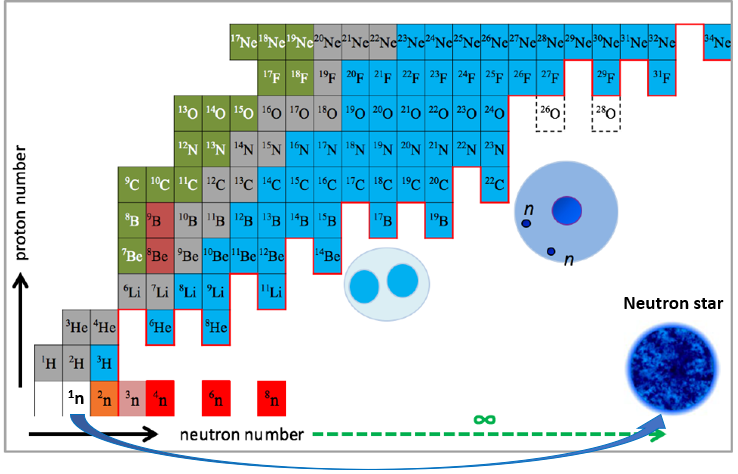 ¹⁷Ne ¹⁸Ne ¹⁹Ne ²⁰Ne ²¹Ne ²²Ne ²³Ne ²⁴Ne ²⁵Ne ²⁶Ne ²⁷Ne ²⁸Ne ²⁹Ne ³⁰Ne ³¹Ne ³²Ne ³⁴Ne
¹⁷F ¹⁸F ¹⁹F ²⁰F ²¹F ²²F ²³F ²⁴F ²⁵F ²⁶F ²⁷F ²⁹F ³¹F
¹³O ¹⁴O ¹⁵O ¹⁶O ¹⁷O ¹⁸O ¹⁹O ²⁰O ²¹O ²²O ²³O ²⁴O ²⁶O ²⁸O
¹²N ¹³N ¹⁴N ¹⁵N ¹⁶N ¹⁷N ¹⁸N ¹⁹N ²⁰N ²¹N ²²N ²³N
⁹C ¹⁰C ¹¹C ¹²C ¹³C ¹⁴C ¹⁵C ¹⁶C ¹⁷C ¹⁸C ¹⁹C ²⁰C ²²C
⁸B ⁹B ¹⁰B ¹¹B ¹²B ¹³B ¹⁴B ¹⁵B ¹⁷B ¹⁹B
⁷Be ⁸Be ⁹Be ¹⁰Be ¹¹Be ¹²Be ¹⁴Be
⁶Li ⁷Li ⁸Li ⁹Li ¹¹Li
³He ⁴He ⁶He ⁸He
¹H ²H ³H
¹n ²n ³n ⁴n ⁶n ⁸n
proton number
n
n
Neutron star
neutron number
∞